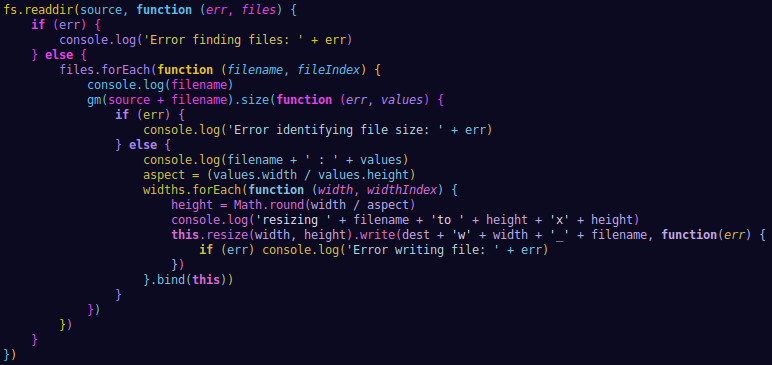 fs.readdir(source, function (err, files) {
    if (err) {
        console.log('Error finding files: ' + err)
    } else {
        files.forEach(function (filename, fileIndex) {
            console.log(filename)
            gm(source + filename).size(function (err, values) {
                if (err) {
                    console.log('Error identifying file size: ' + err)
                } else {
                    console.log(filename + ' : ' + values)
                    aspect = (values.width / values.height)
                    widths.forEach(function (width, widthIndex) {
                        height = Math.round(width / aspect)
                        console.log('resizing ' + filename + 'to ' + height + 'x' + height)
                        this.resize(width, height).write(dest + 'w' + width + '_' + filename, function(err) {
                            if (err) console.log('Error writing file: ' + err)
                        })
                    }.bind(this))
                }
            })
        })
    }
})